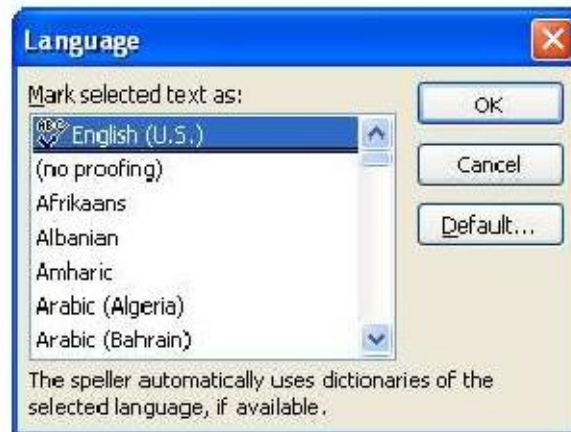 Language
Mark selected text as:
English (U.S.)
(no proofing)
Afrikaans
Albanian
Amharic
Arabic (Algeria)
Arabic (Bahrain)
OK
Cancel
Default...
The speller automatically uses dictionaries of the
selected language, if available.